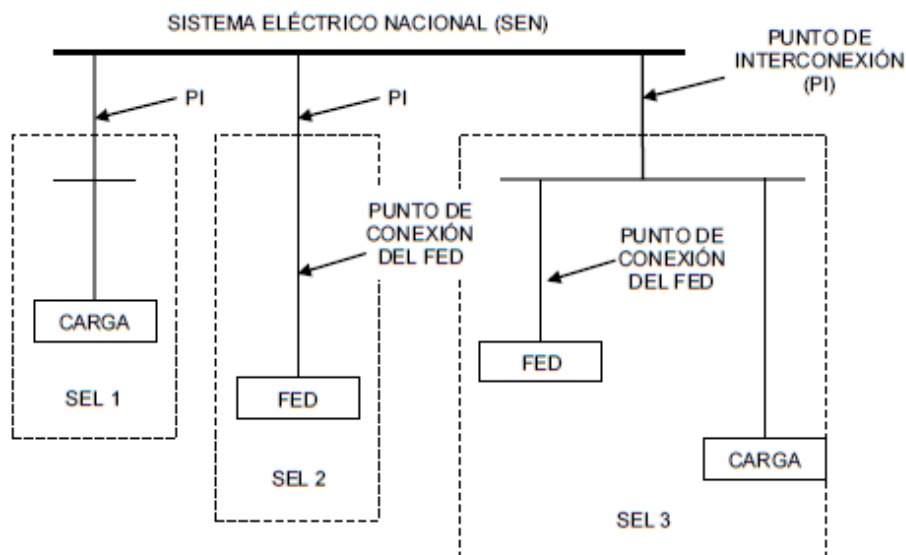 SISTEMA ELÉCTRICO NACIONAL (SEN)
PUNTO DE
INTERCONEXIÓN
(PI)
PI
PI
PUNTO DE
CONEXIÓN
DEL FED
PUNTO DE
CONEXIÓN
DEL FED
CARGA
FED
SEL 1
FED
CARGA
SEL 2
SEL 3